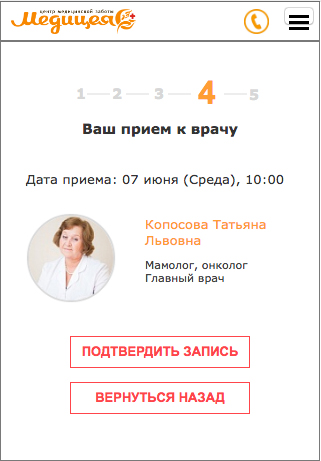 центр медицинской заботы
Медицея
1 2 3 4 5
Ваш прием к врачу
Дата приема: 07 июня (Среда), 10:00
Копосова Татьяна
Львовна
Мамолог, онколог
Главный врач
ПОДТВЕРДИТЬ ЗАПИСЬ
ВЕРНУТЬСЯ НАЗАД